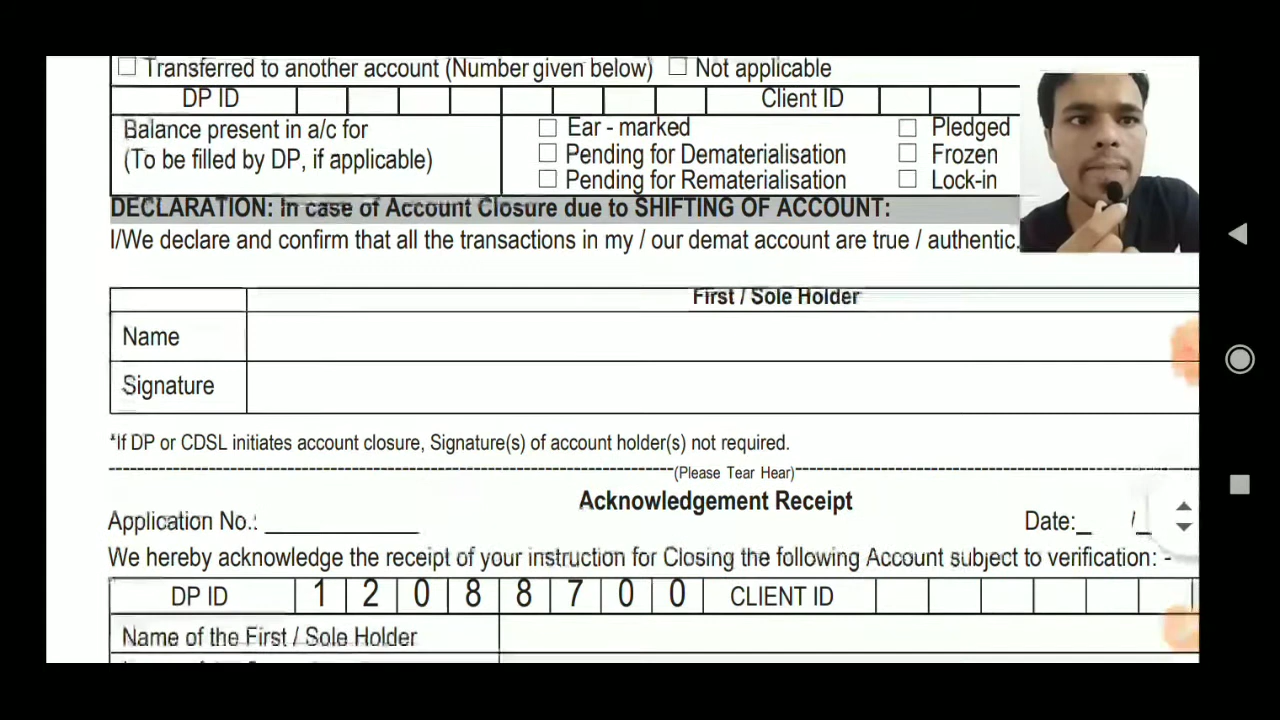 ☐ Transferred to another account (Number given below) ☐ Not applicable
DP ID Client ID
Balance present in a/c for
(To be filled by DP, if applicable)
☐ Ear - marked ☐ Pledged
☐ Pending for Dematerialisation ☐ Frozen
☐ Pending for Rematerialisation ☐ Lock-in
DECLARATION: In case of Account Closure due to SHIFTING OF ACCOUNT:
I/We declare and confirm that all the transactions in my / our demat account are true / authentic.
First / Sole Holder
Name
Signature
*If DP or CDSL initiates account closure, Signature(s) of account holder(s) not required.
(Please Tear Hear)
Acknowledgement Receipt
Application No.: ______________ Date:_ /_
We hereby acknowledge the receipt of your instruction for Closing the following Account subject to verification: -
DP ID 1 2 0 8 8 7 0 0 CLIENT ID
Name of the First / Sole Holder